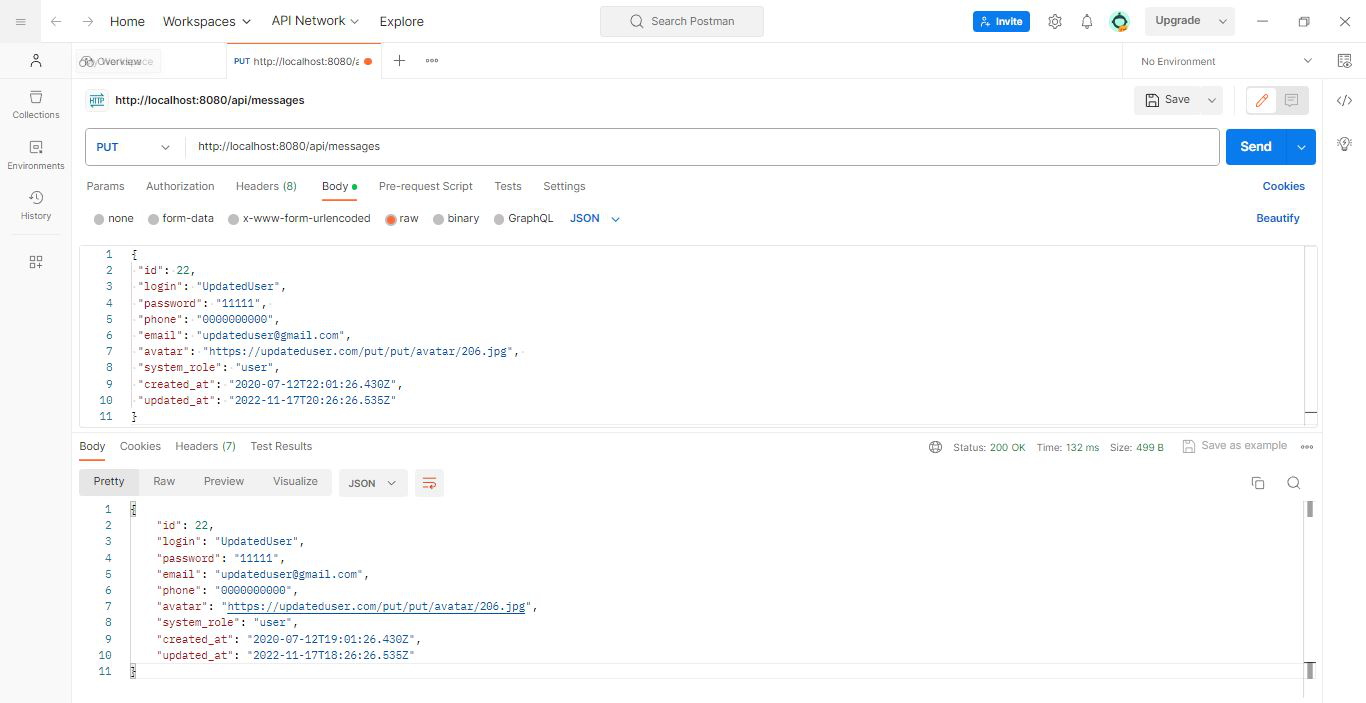 Home Workspaces API Network Explore Search Postman Invite Upgrade
Overview PUT http://localhost:8080/a No Environment
HTTP http://localhost:8080/api/messages Save
Collections
Environments
History
PUT http://localhost:8080/api/messages Send
Params Authorization Headers (8) Body Pre-request Script Tests Settings Cookies
none form-data x-www-form-urlencoded raw binary GraphQL JSON Beautify
1 {
2 "id": 22,
3 "login": "UpdatedUser",
4 "password": "11111",
5 "phone": "0000000000",
6 "email": "updateduser@gmail.com",
7 "avatar": "https://updateduser.com/put/put/avatar/206.jpg",
8 "system_role": "user",
9 "created_at": "2020-07-12T22:01:26.430Z",
10 "updated_at": "2022-11-17T20:26:26.535Z"
11 }
Body Cookies Headers (7) Test Results Status: 200 OK Time: 132 ms Size: 499 B Save as example
Pretty Raw Preview Visualize JSON
1 {
2 "id": 22,
3 "login": "UpdatedUser",
4 "password": "11111",
5 "email": "updateduser@gmail.com",
6 "phone": "0000000000",
7 "avatar": "https://updateduser.com/put/put/avatar/206.jpg",
8 "system_role": "user",
9 "created_at": "2020-07-12T19:01:26.430Z",
10 "updated_at": "2022-11-17T18:26:26.535Z"
11 }